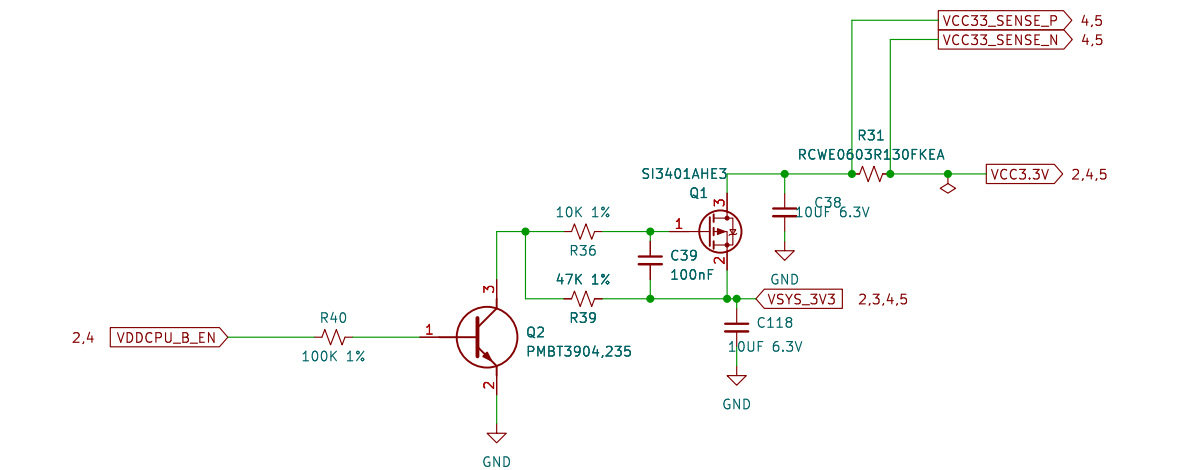 VCC33_SENSE_P 4,5
VCC33_SENSE_N 4,5
R31
RCWE0603R130FKEA
SI3401AHE3
VCC3.3V 2,4,5
Q1
3
C38
10K 1%
10UF 6.3V
1
R36
C39
2
100nF
47K 1%
GND
3
VSYS_3V3 2,3,4,5
R39
R40
C118
1
Q2
2,4 VDDCPU_B_EN
10UF 6.3V
PMBT3904,235
100K 1%
2
GND
GND